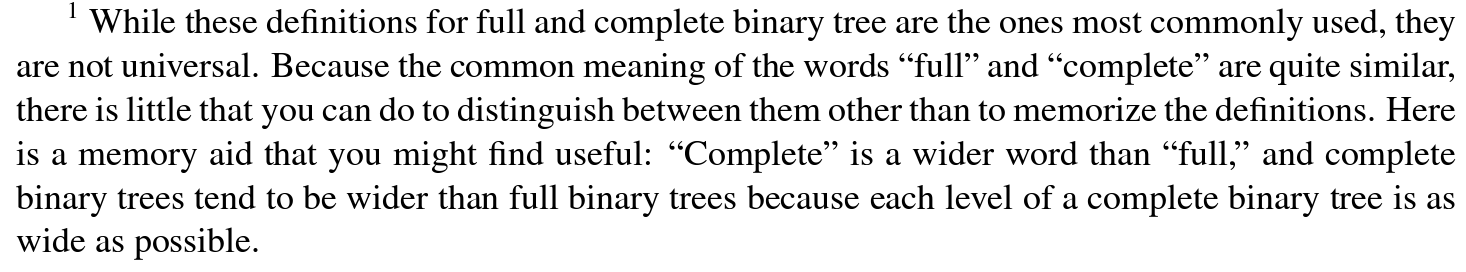 1 While these definitions for full and complete binary tree are the ones most commonly used, they
are not universal. Because the common meaning of the words “full” and “complete” are quite similar,
there is little that you can do to distinguish between them other than to memorize the definitions. Here
is a memory aid that you might find useful: “Complete” is a wider word than “full,” and complete
binary trees tend to be wider than full binary trees because each level of a complete binary tree is as
wide as possible.